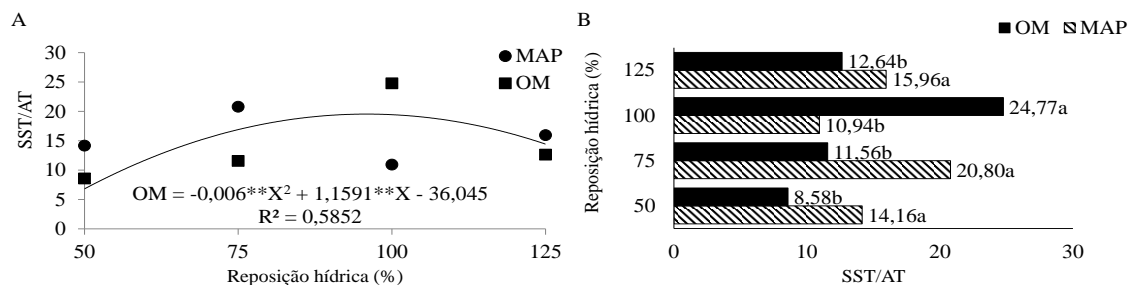 A
30
25
20
15
10
5
0
SST/AT
MAP
OM
OM = -0,006**X² + 1,1591**X - 36,045
R² = 0,5852
50 75 100 125
Reposição hídrica (%)
B
OM MAP
Reposição hídrica (%)
125
12,64b
15,96a
100
24,77a
10,94b
75
11,56b
20,80a
50
8,58b
14,16a
0 10 20 30
SST/AT